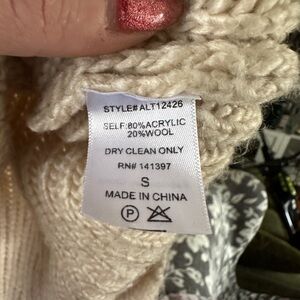 STYLE# ALT12426
SELF:80%ACRYLIC
20%WOOL
DRY CLEAN ONLY
RN# 141397
S
MADE IN CHINA
P